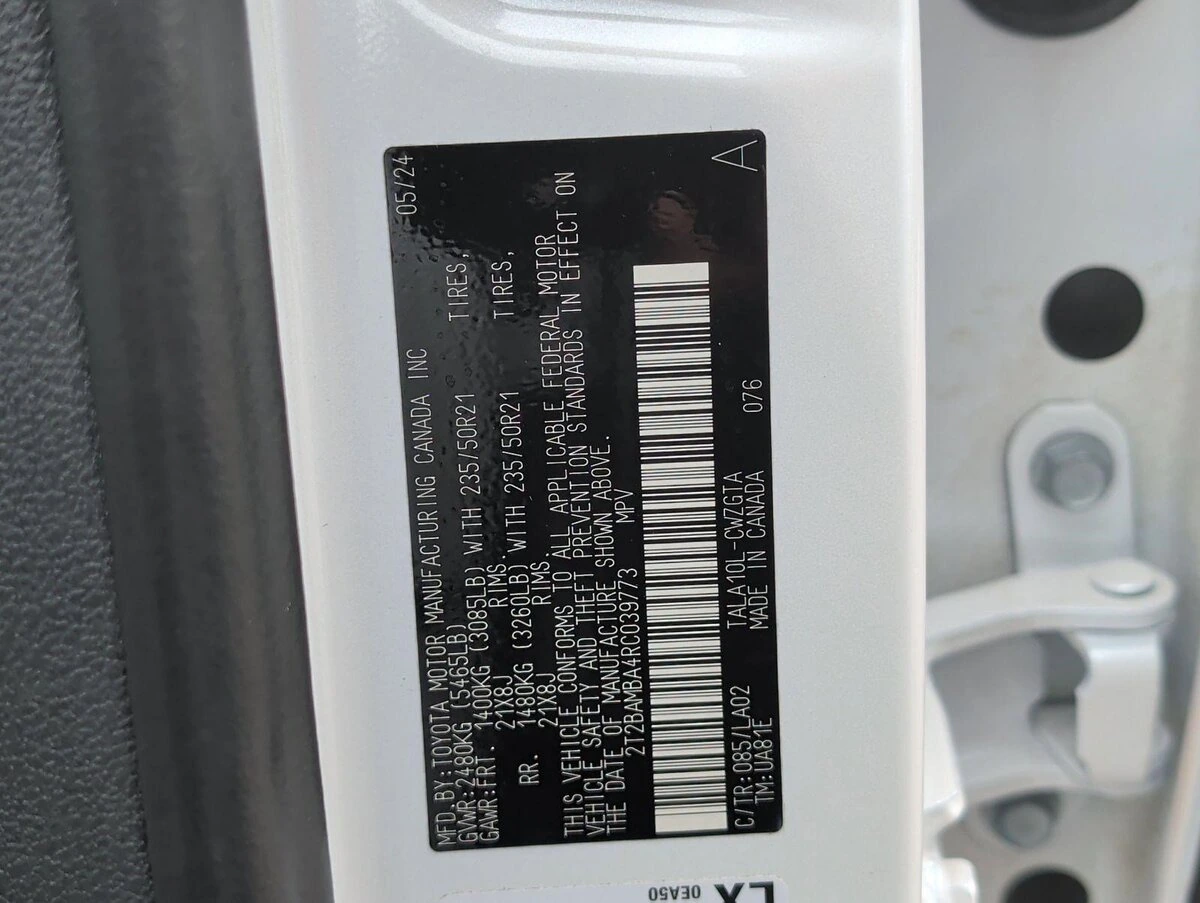 MFD.BY:TOYOTA MOTOR MANUFACTURING CANADA INC 05/24
GVWR:2480KG (5465LB)
GAWR:FRT. 1400KG (3085LB) WITH 235/50R21 TIRES,
21X8J RIMS
RR. 1480KG (3260LB) WITH 235/50R21 TIRES,
21X8J RIMS
THIS VEHICLE CONFORMS TO ALL APPLICABLE FEDERAL MOTOR
VEHICLE SAFETY AND THEFT PREVENTION STANDARDS IN EFFECT ON
THE DATE OF MANUFACTURE SHOWN ABOVE.
2T2BAMBA4RC039773 MPV
C/TR:085/LA02 TALA10L-CWZGTA 076 A
TM:UA81E MADE IN CANADA
0EA50